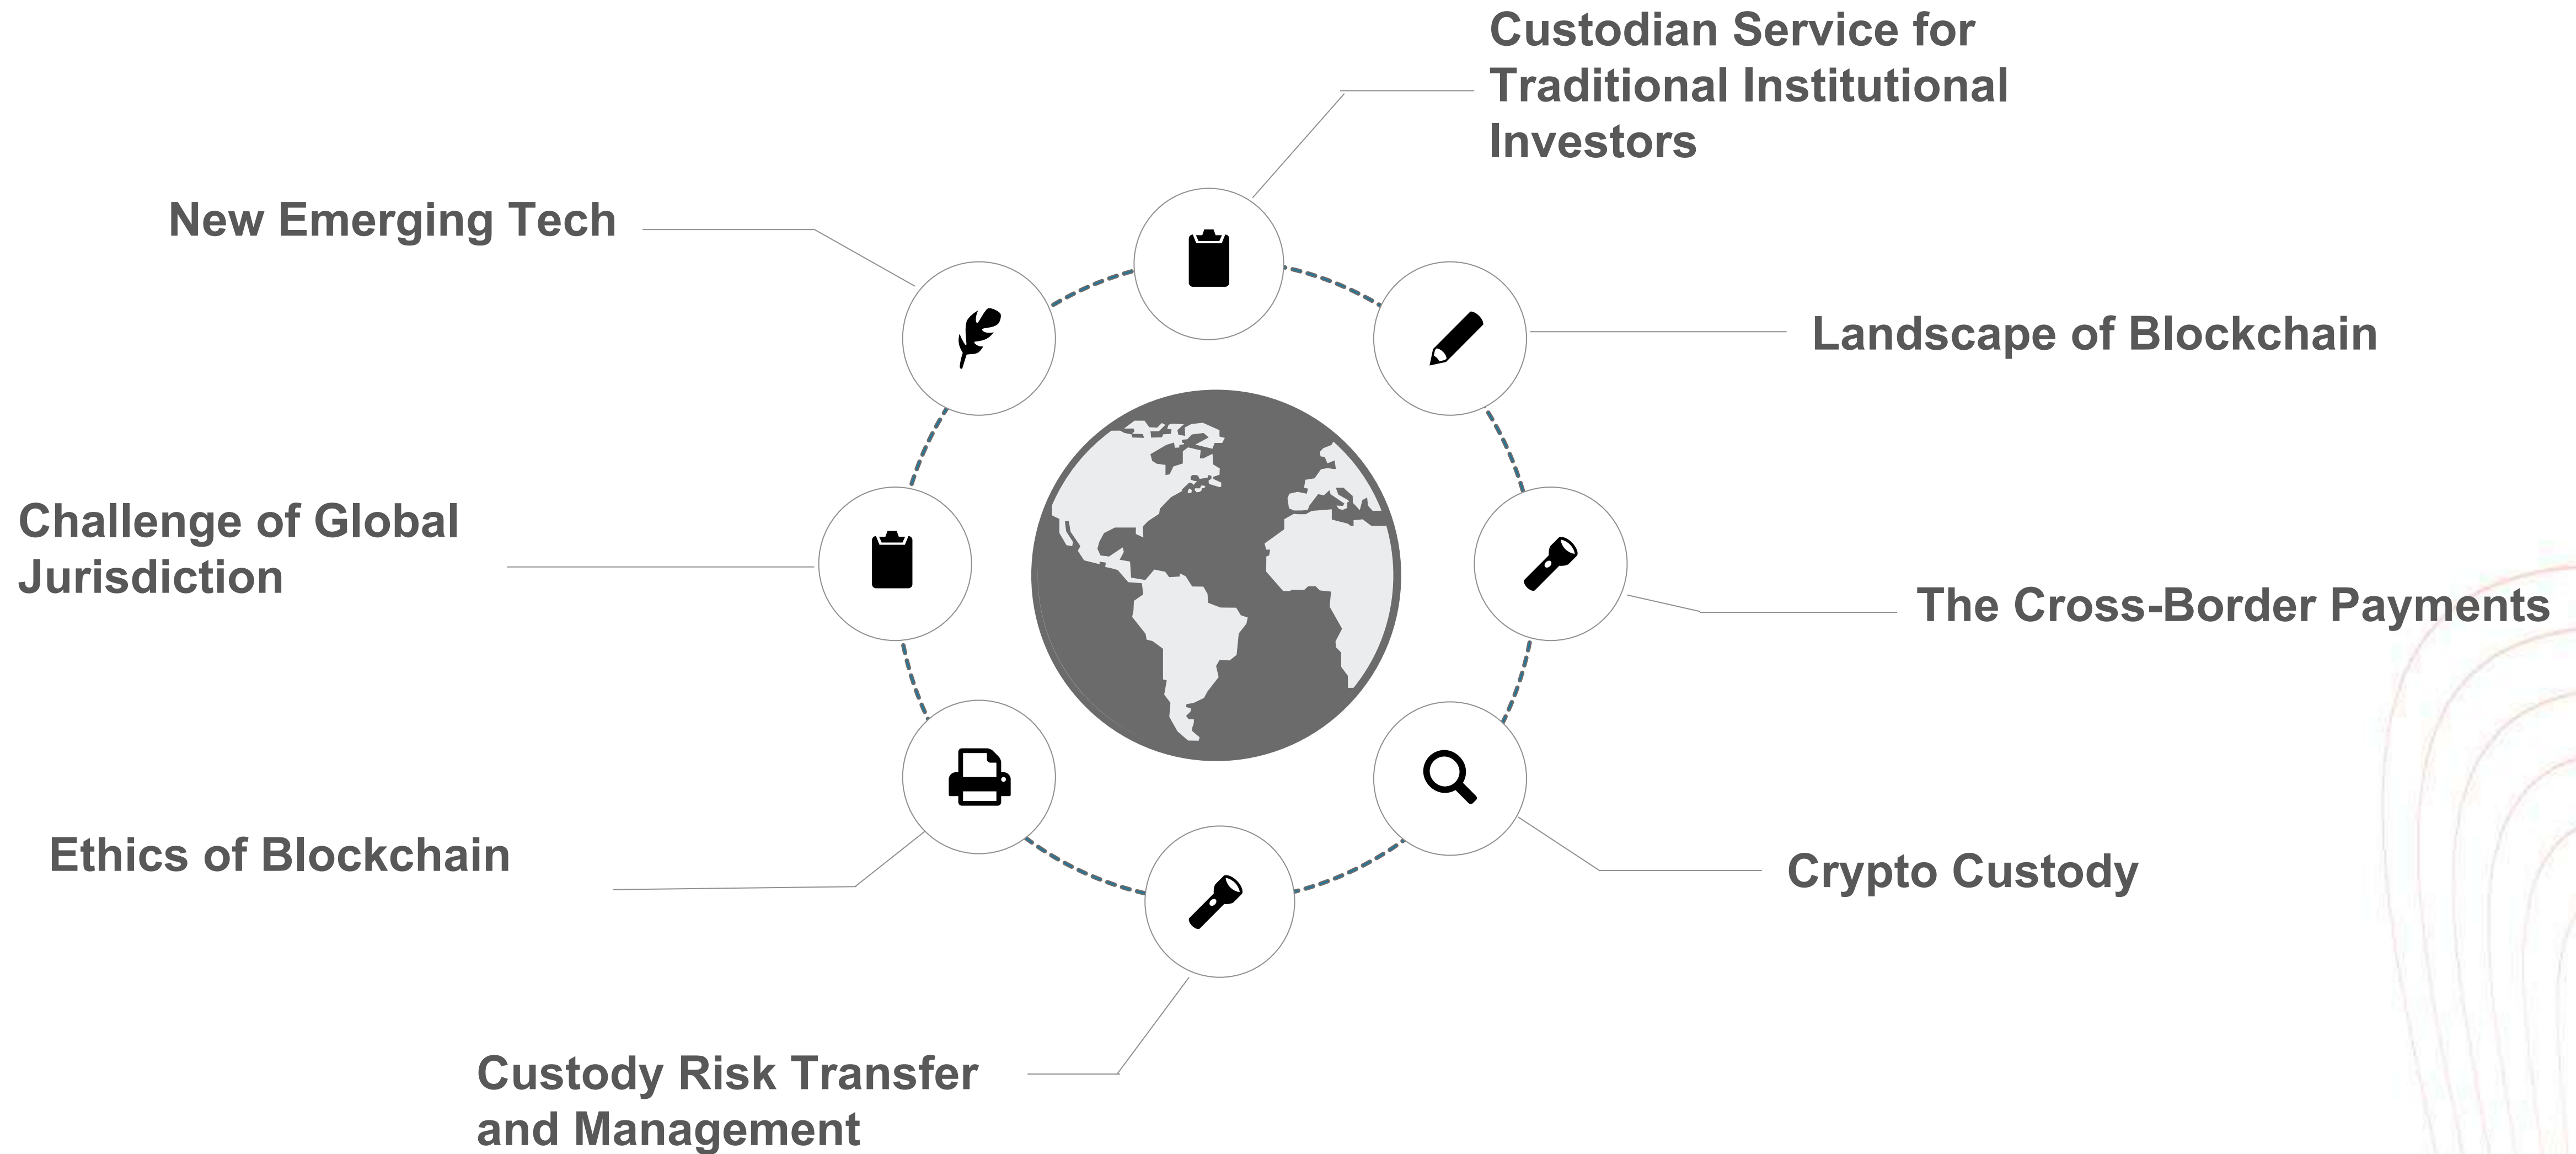 Custodian Service for
Traditional Institutional
Investors
New Emerging Tech
Landscape of Blockchain
Challenge of Global
Jurisdiction
The Cross-Border Payments
Ethics of Blockchain
Crypto Custody
Custody Risk Transfer
and Management